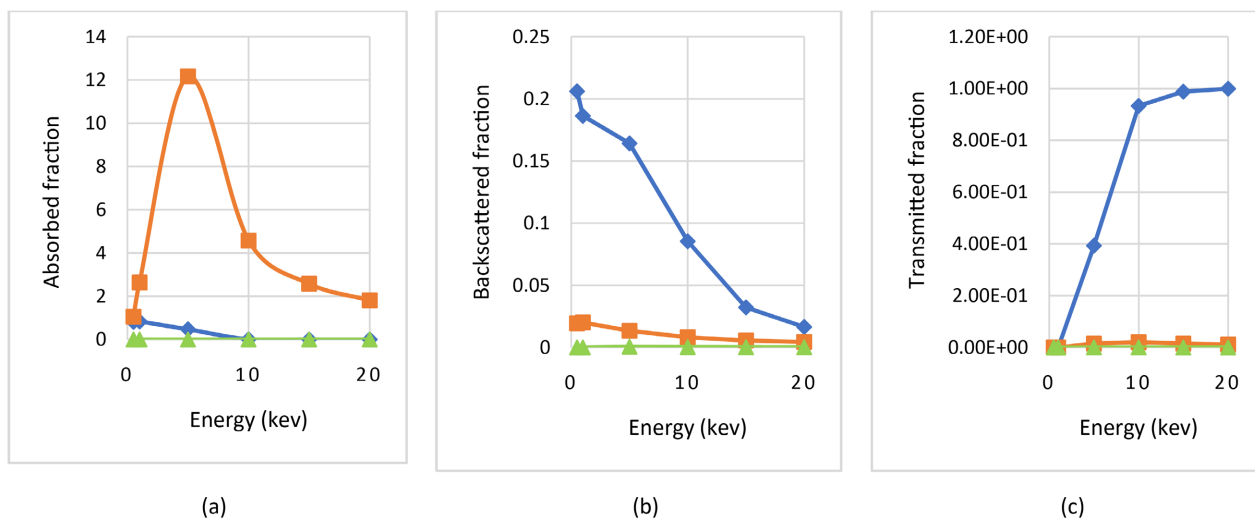 14
12
10
8
6
4
2
0
Absorbed fraction
0 10 20
Energy (kev)
(a)
0.25
0.2
0.15
0.1
0.05
0
Backscattered fraction
0 10 20
Energy (kev)
(b)
1.20E+00
1.00E+00
8.00E-01
6.00E-01
4.00E-01
2.00E-01
0.00E+00
Transmitted fraction
0 10 20
Energy (kev)
(c)